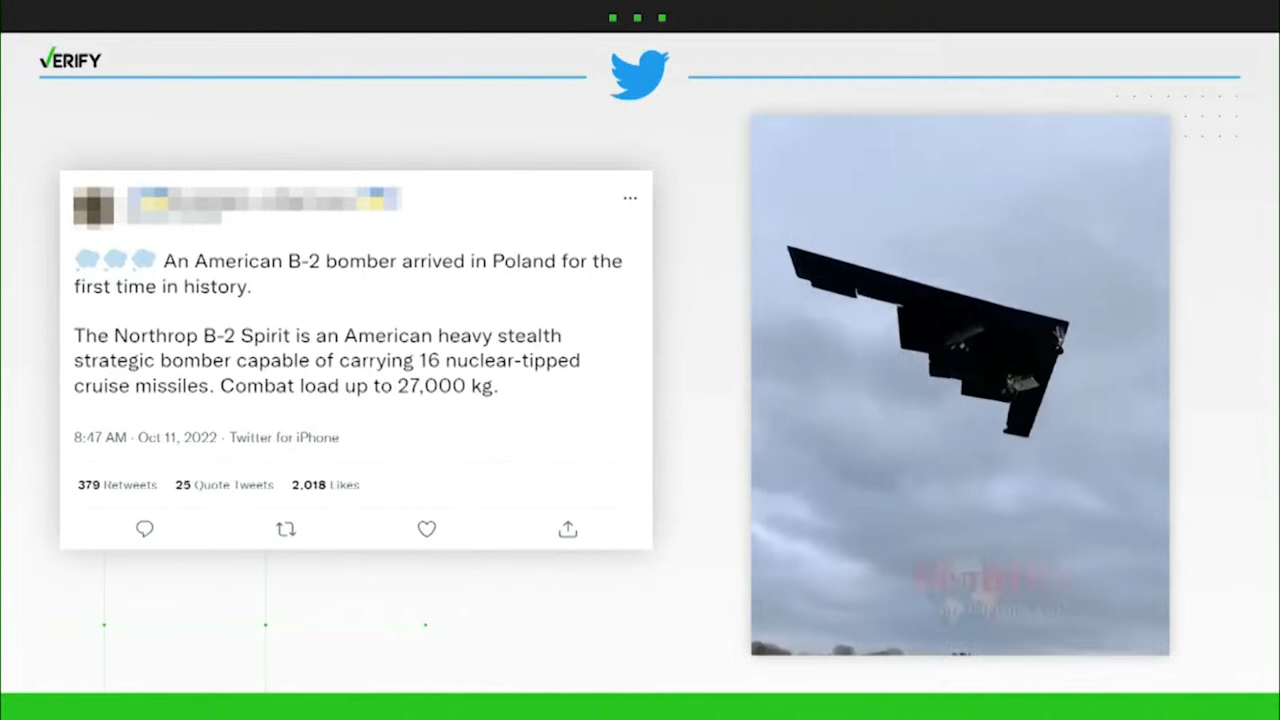 VERIFY
An American B-2 bomber arrived in Poland for the
first time in history.
The Northrop B-2 Spirit is an American heavy stealth
strategic bomber capable of carrying 16 nuclear-tipped
cruise missiles. Combat load up to 27,000 kg.
8:47 AM · Oct 11, 2022 · Twitter for iPhone
379 Retweets 25 Quote Tweets 2,018 Likes